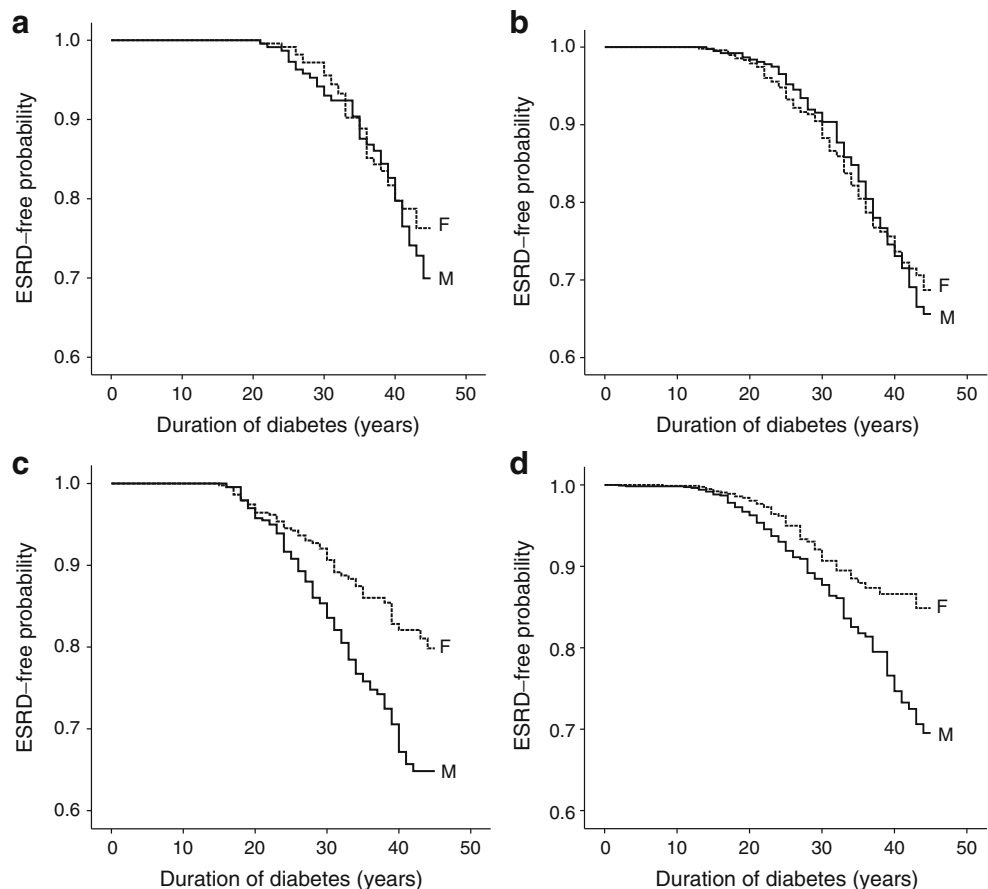 a
1.0
0.9
0.8
0.7
0.6
ESRD–free probability
F
M
0 10 20 30 40 50
Duration of diabetes (years)
b
1.0
0.9
0.8
0.7
0.6
ESRD–free probability
F
M
0 10 20 30 40 50
Duration of diabetes (years)
c
1.0
0.9
0.8
0.7
0.6
ESRD–free probability
F
M
0 10 20 30 40 50
Duration of diabetes (years)
d
1.0
0.9
0.8
0.7
0.6
ESRD–free probability
F
M
0 10 20 30 40 50
Duration of diabetes (years)